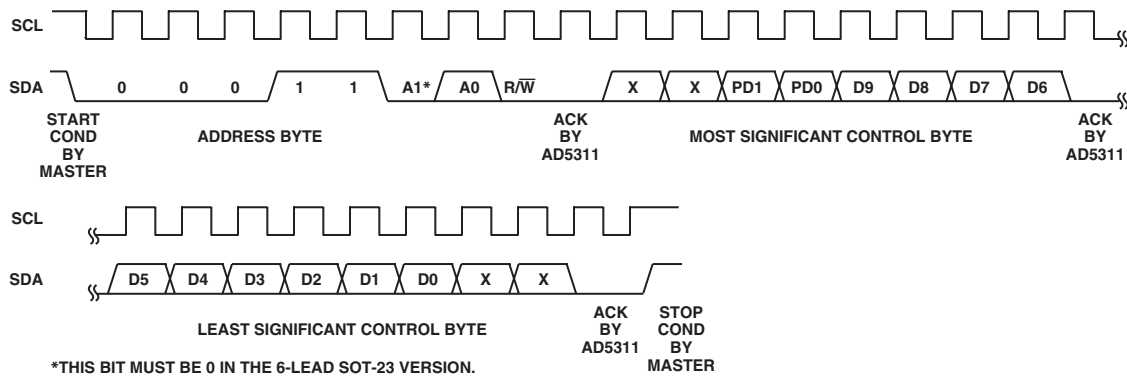 SCL
SDA 0 0 0 1 1 A1* A0 R/W̅ X X PD1 PD0 D9 D8 D7 D6
START COND BY MASTER
ADDRESS BYTE
ACK BY AD5311
MOST SIGNIFICANT CONTROL BYTE
ACK BY AD5311
SCL
SDA D5 D4 D3 D2 D1 D0 X X
LEAST SIGNIFICANT CONTROL BYTE
ACK BY AD5311
STOP COND BY MASTER
*THIS BIT MUST BE 0 IN THE 6-LEAD SOT-23 VERSION.